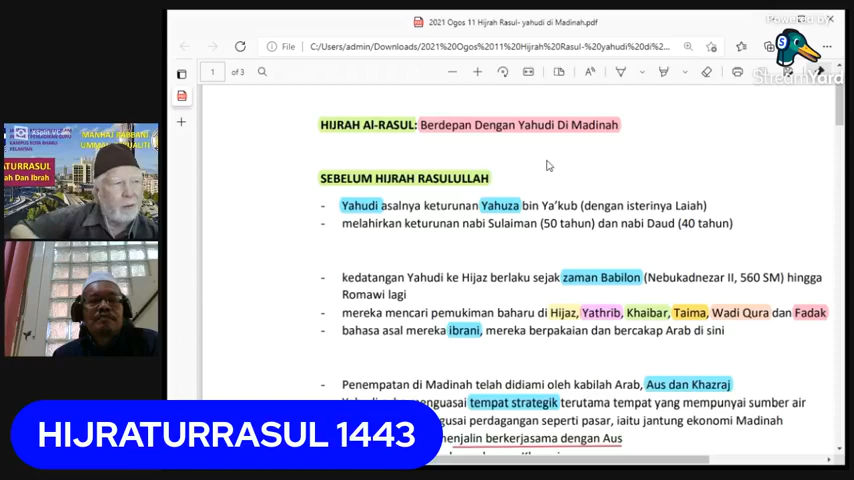 2021 Ogos 11 Hijrah Rasul- yahudi di Madinah.pdf
Powered by
StreamYard
File
C:/Users/admin/Downloads/2021%20Ogos%2011%20Hijrah%20Rasul-%20yahudi%20di%...
1 of 3
HIJRAH Al-RASUL: Berdepan Dengan Yahudi Di Madinah
SEBELUM HIJRAH RASULULLAH
- Yahudi asalnya keturunan Yahuza bin Ya'kub (dengan isterinya Laiah)
- melahirkan keturunan nabi Sulaiman (50 tahun) dan nabi Daud (40 tahun)
- kedatangan Yahudi ke Hijaz berlaku sejak zaman Babilon (Nebukadnezar II, 560 SM) hingga
Romawi lagi
- mereka mencari pemukiman baharu di Hijaz, Yathrib, Khaibar, Taima, Wadi Qura dan Fadak
- bahasa asal mereka ibrani, mereka berpakaian dan bercakap Arab di sini
- Penempatan di Madinah telah didiami oleh kabilah Arab, Aus dan Khazraj
tempat strategik terutama tempat yang mempunyai sumber air
perdagangan seperti pasar, iaitu jantung ekonomi Madinah
menjalin berkerjasama dengan Aus
MANHAJ RABBANI
KAMPUS KOTA BHARU
KELANTAN
HIJRATURRASUL 1443